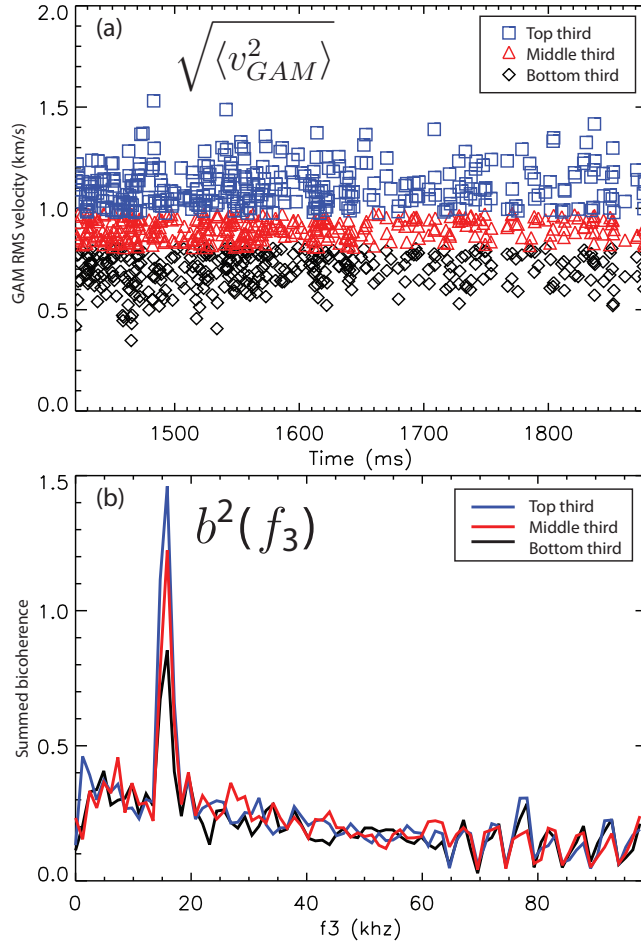 2.0
(a)
√⟨v²_GAM⟩
Top third
Middle third
Bottom third
1.5
1.0
0.5
0.0
GAM RMS velocity (km/s)
1500 1600 1700 1800
Time (ms)
1.5
(b)
b²(f₃)
Top third
Middle third
Bottom third
1.0
0.5
0.0
Summed bicoherence
0 20 40 60 80
f3 (khz)